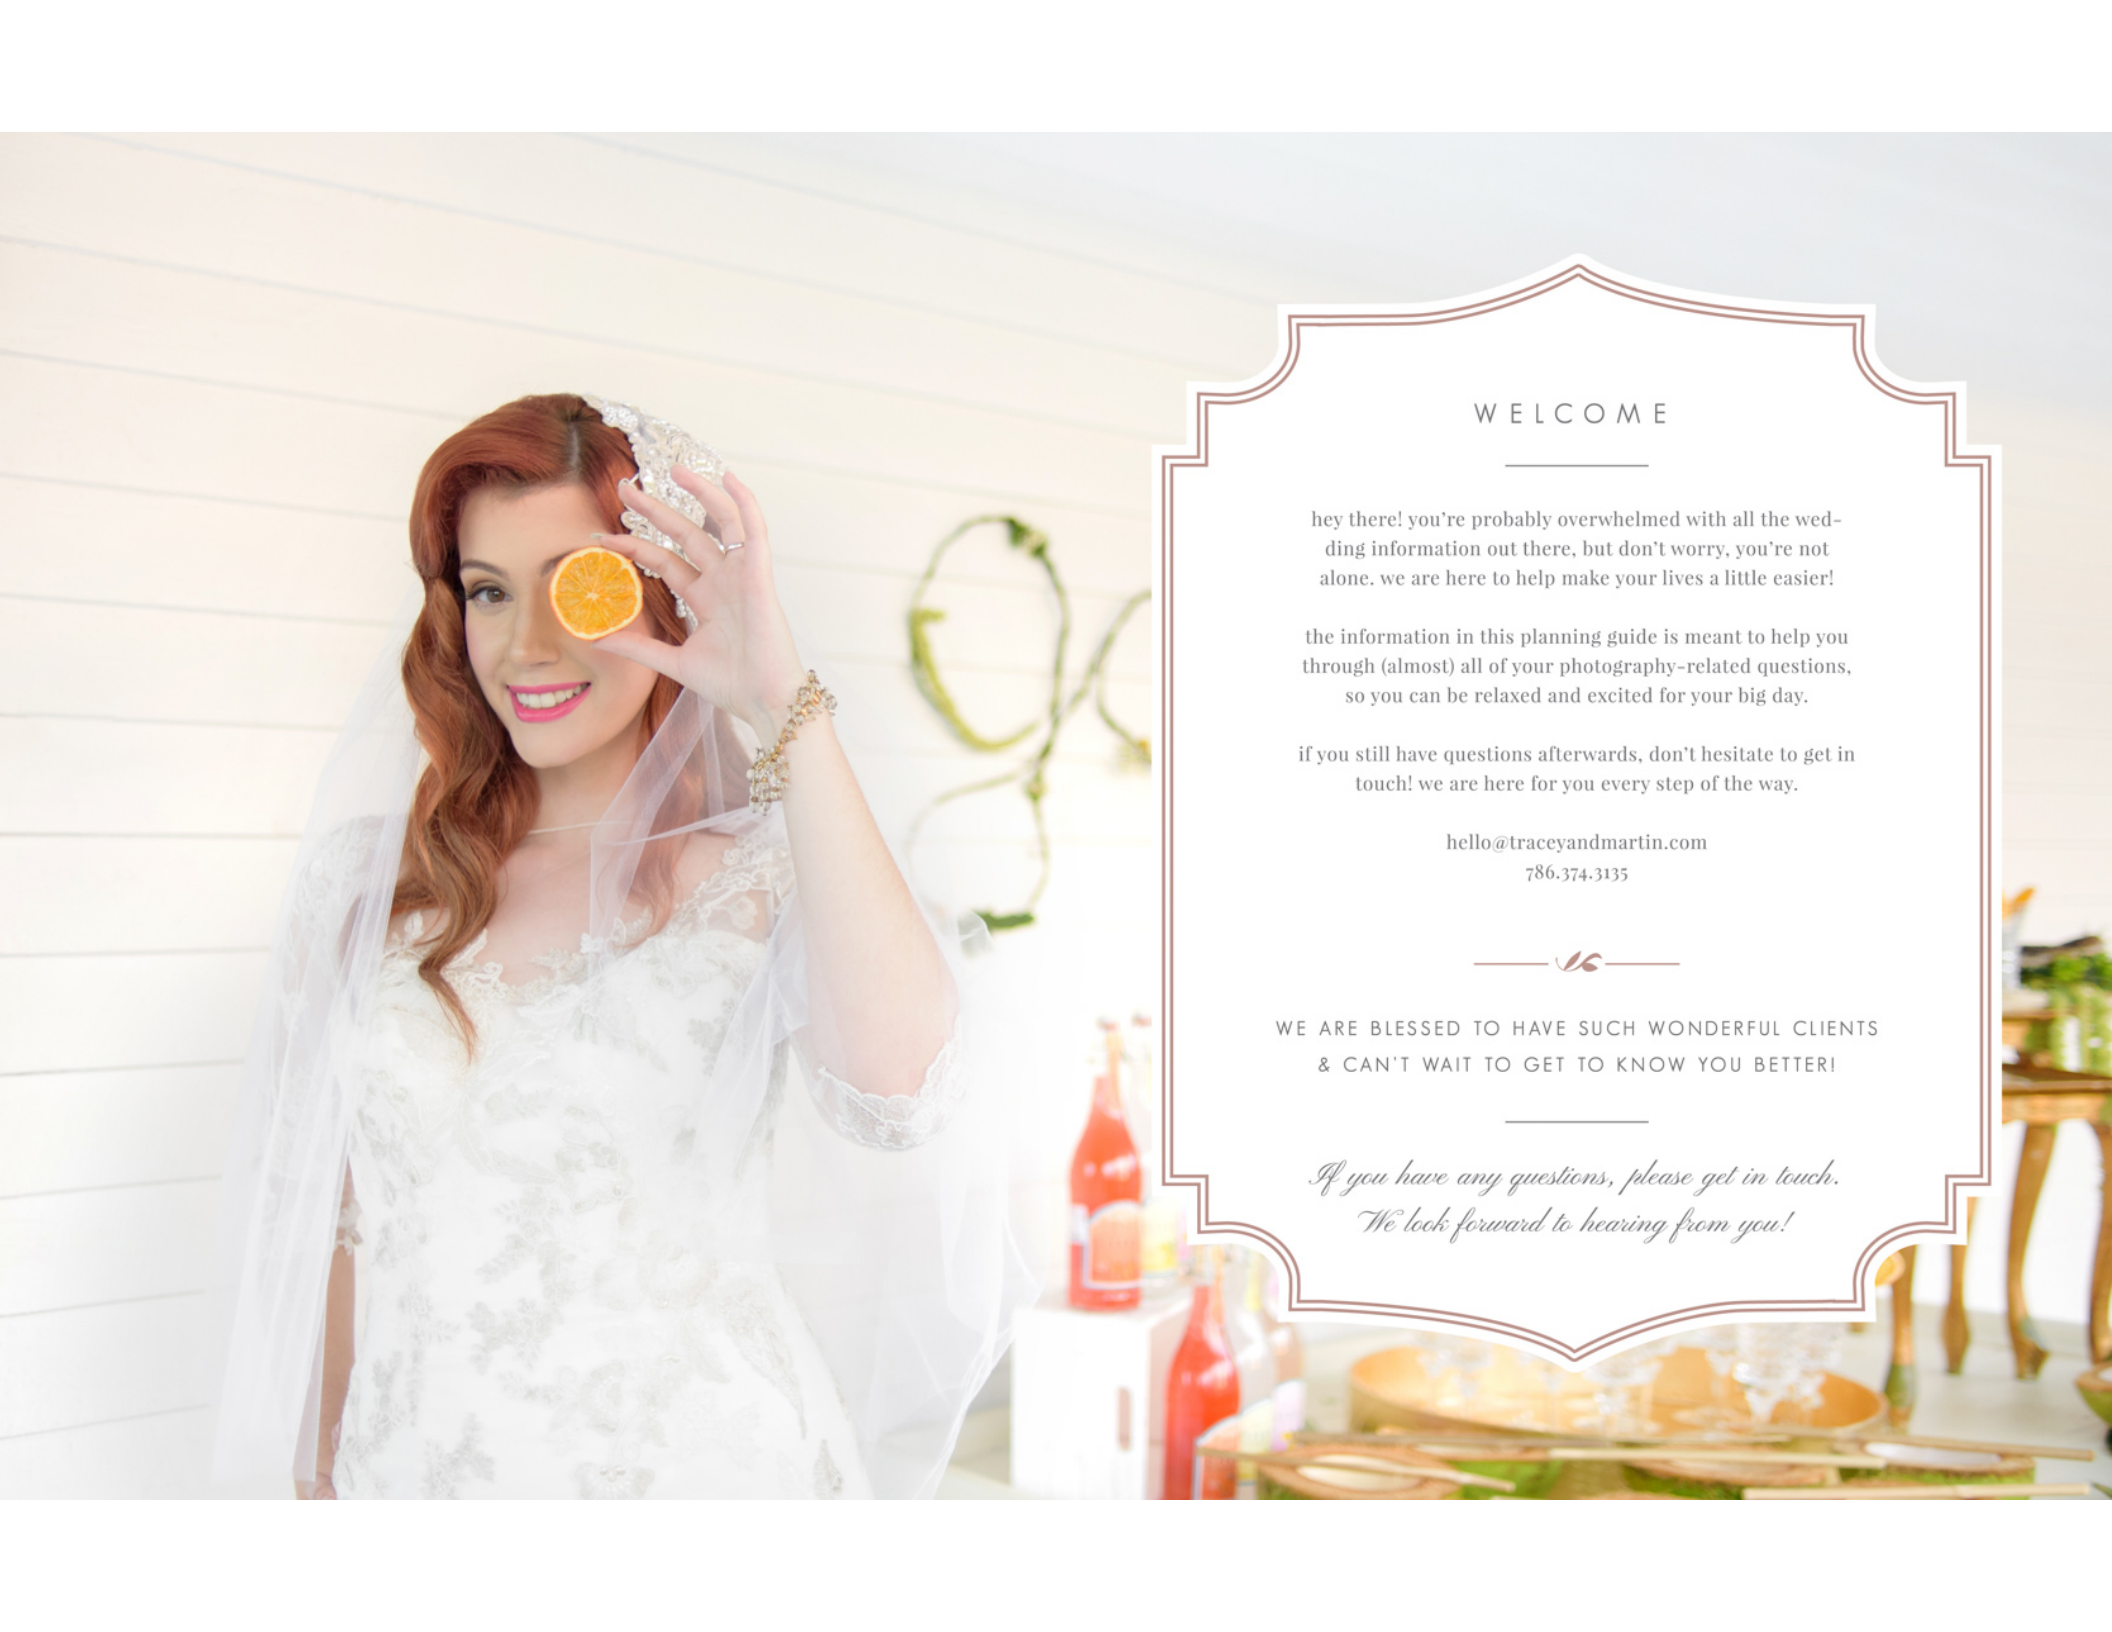 WELCOME
hey there! you're probably overwhelmed with all the wed-
ding information out there, but don't worry, you're not
alone. we are here to help make your lives a little easier!
the information in this planning guide is meant to help you
through (almost) all of your photography-related questions,
so you can be relaxed and excited for your big day.
if you still have questions afterwards, don't hesitate to get in
touch! we are here for you every step of the way.
hello@traceyandmartin.com
786.374.3135
WE ARE BLESSED TO HAVE SUCH WONDERFUL CLIENTS
& CAN'T WAIT TO GET TO KNOW YOU BETTER!
If you have any questions, please get in touch.
We look forward to hearing from you!